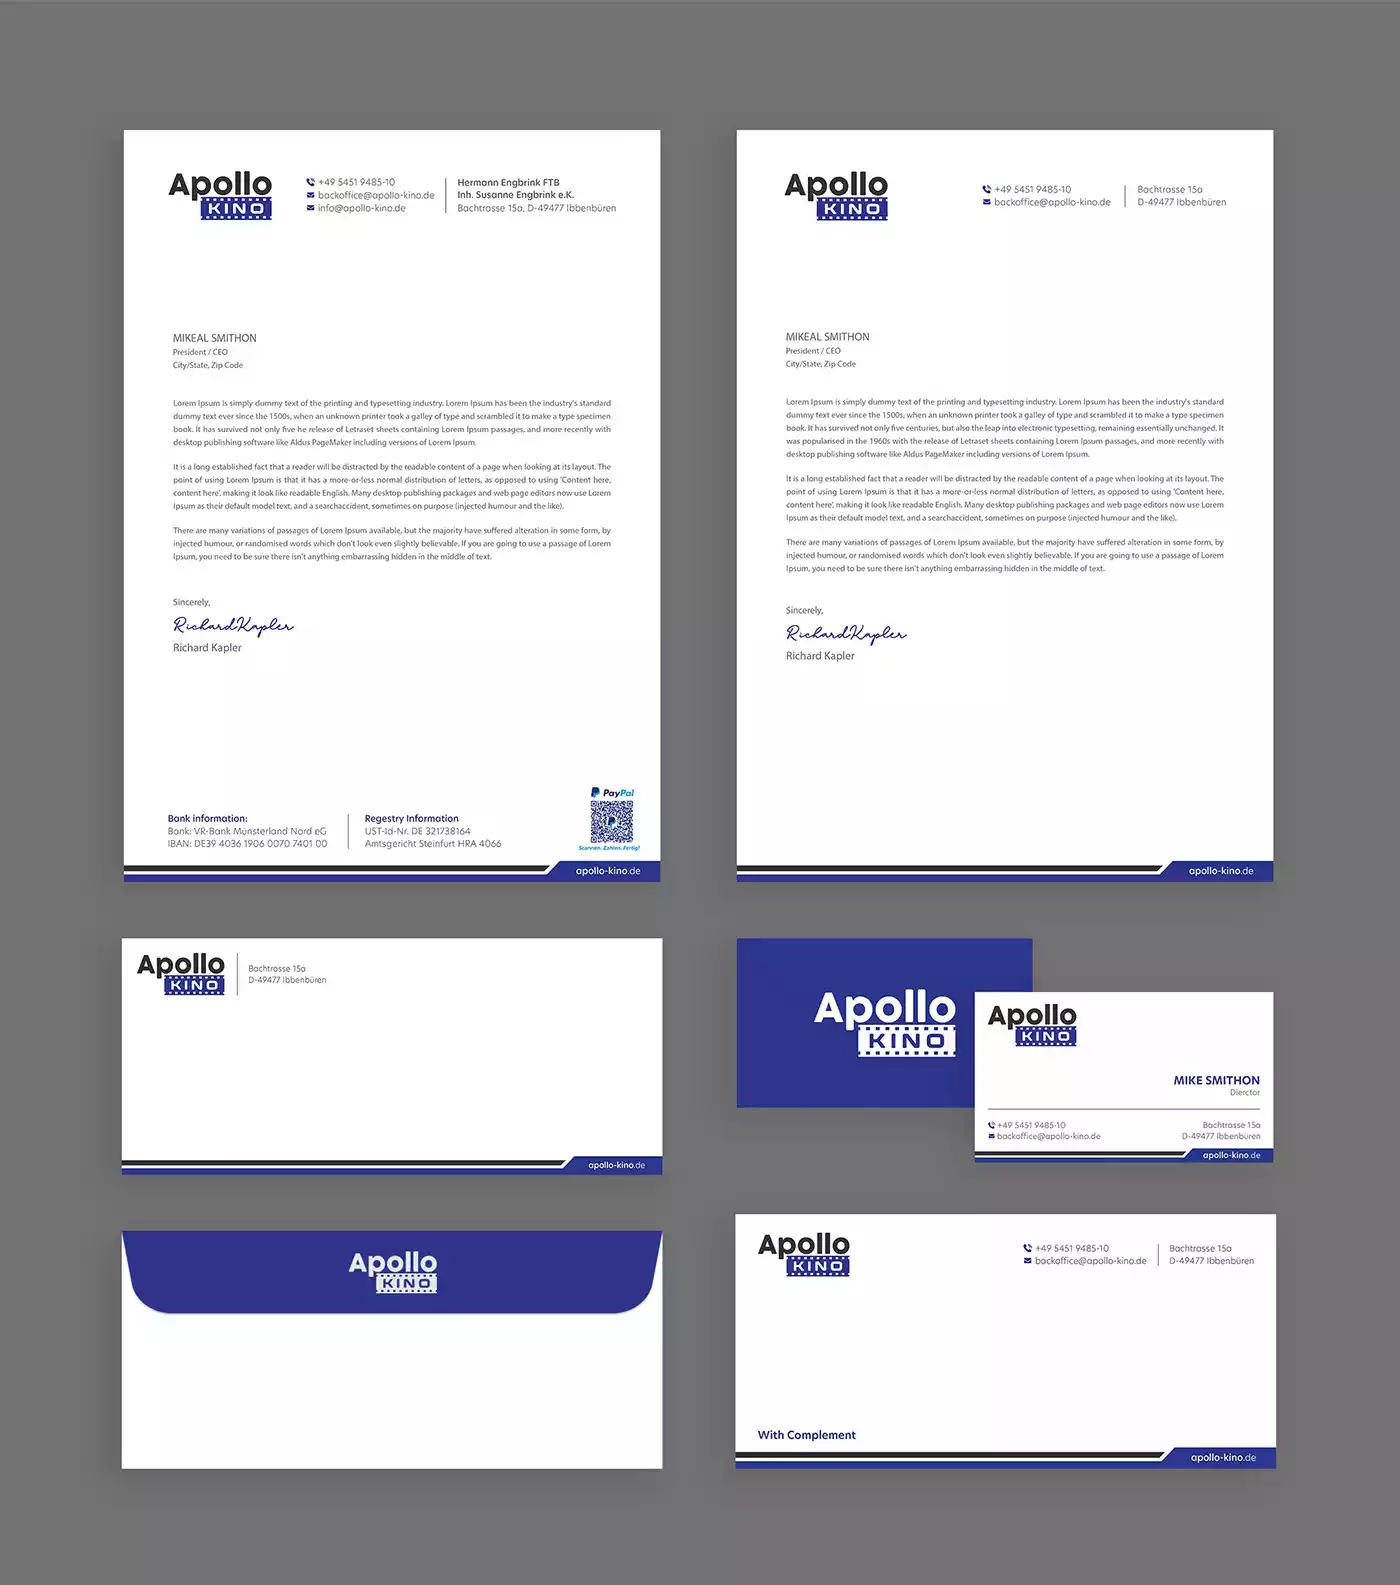 Apollo
KINO
+49 5451 9485-10
backoffice@apollo-kino.de
info@apollo-kino.de
Hermann Engbrink FTB
Inh. Susanne Engbrink e.K.
Bachtrasse 15a, D-49477 Ibbenbüren
MIKEAL SMITHON
President / CEO
City/State, Zip Code
Lorem Ipsum is simply dummy text of the printing and typesetting industry. Lorem Ipsum has been the industry's standard
dummy text ever since the 1500s, when an unknown printer took a galley of type and scrambled it to make a type specimen
book. It has survived not only five he release of Letraset sheets containing Lorem Ipsum passages, and more recently with
desktop publishing software like Aldus PageMaker including versions of Lorem Ipsum.
It is a long established fact that a reader will be distracted by the readable content of a page when looking at its layout. The
point of using Lorem Ipsum is that it has a more-or-less normal distribution of letters, as opposed to using 'Content here,
content here', making it look like readable English. Many desktop publishing packages and web page editors now use Lorem
Ipsum as their default model text, and a searchaccident, sometimes on purpose (injected humour and the like).
There are many variations of passages of Lorem Ipsum available, but the majority have suffered alteration in some form, by
injected humour, or randomised words which don't look even slightly believable. If you are going to use a passage of Lorem
Ipsum, you need to be sure there isn't anything embarrassing hidden in the middle of text.
Sincerely,
RichardKapler
Richard Kapler
Bank information:
Bank: VR-Bank Münsterland Nord eG
IBAN: DE39 4036 1906 0070 7401 00
Regestry Information
UST-Id-Nr. DE 321738164
Amtsgericht Steinfurt HRA 4066
PayPal
Scannen. Zahlen. Fertig!
apollo-kino.de
Apollo
KINO
+49 5451 9485-10
backoffice@apollo-kino.de
Bachtrasse 15a
D-49477 Ibbenbüren
MIKEAL SMITHON
President / CEO
City/State, Zip Code
Lorem Ipsum is simply dummy text of the printing and typesetting industry. Lorem Ipsum has been the industry's standard
dummy text ever since the 1500s, when an unknown printer took a galley of type and scrambled it to make a type specimen
book. It has survived not only five centuries, but also the leap into electronic typesetting, remaining essentially unchanged. It
was popularised in the 1960s with the release of Letraset sheets containing Lorem Ipsum passages, and more recently with
desktop publishing software like Aldus PageMaker including versions of Lorem Ipsum.
It is a long established fact that a reader will be distracted by the readable content of a page when looking at its layout. The
point of using Lorem Ipsum is that it has a more-or-less normal distribution of letters, as opposed to using 'Content here,
content here', making it look like readable English. Many desktop publishing packages and web page editors now use Lorem
Ipsum as their default model text, and a searchaccident, sometimes on purpose (injected humour and the like).
There are many variations of passages of Lorem Ipsum available, but the majority have suffered alteration in some form, by
injected humour, or randomised words which don't look even slightly believable. If you are going to use a passage of Lorem
Ipsum, you need to be sure there isn't anything embarrassing hidden in the middle of text.
Sincerely,
RichardKapler
Richard Kapler
apollo-kino.de
Apollo
KINO
Bachtrasse 15a
D-49477 Ibbenbüren
apollo-kino.de
Apollo
KINO
Apollo
KINO
MIKE SMITHON
Dierctor
+49 5451 9485-10
backoffice@apollo-kino.de
Bachtrasse 15a
D-49477 Ibbenbüren
apollo-kino.de
Apollo
KINO
Apollo
KINO
+49 5451 9485-10
backoffice@apollo-kino.de
Bachtrasse 15a
D-49477 Ibbenbüren
With Complement
apollo-kino.de